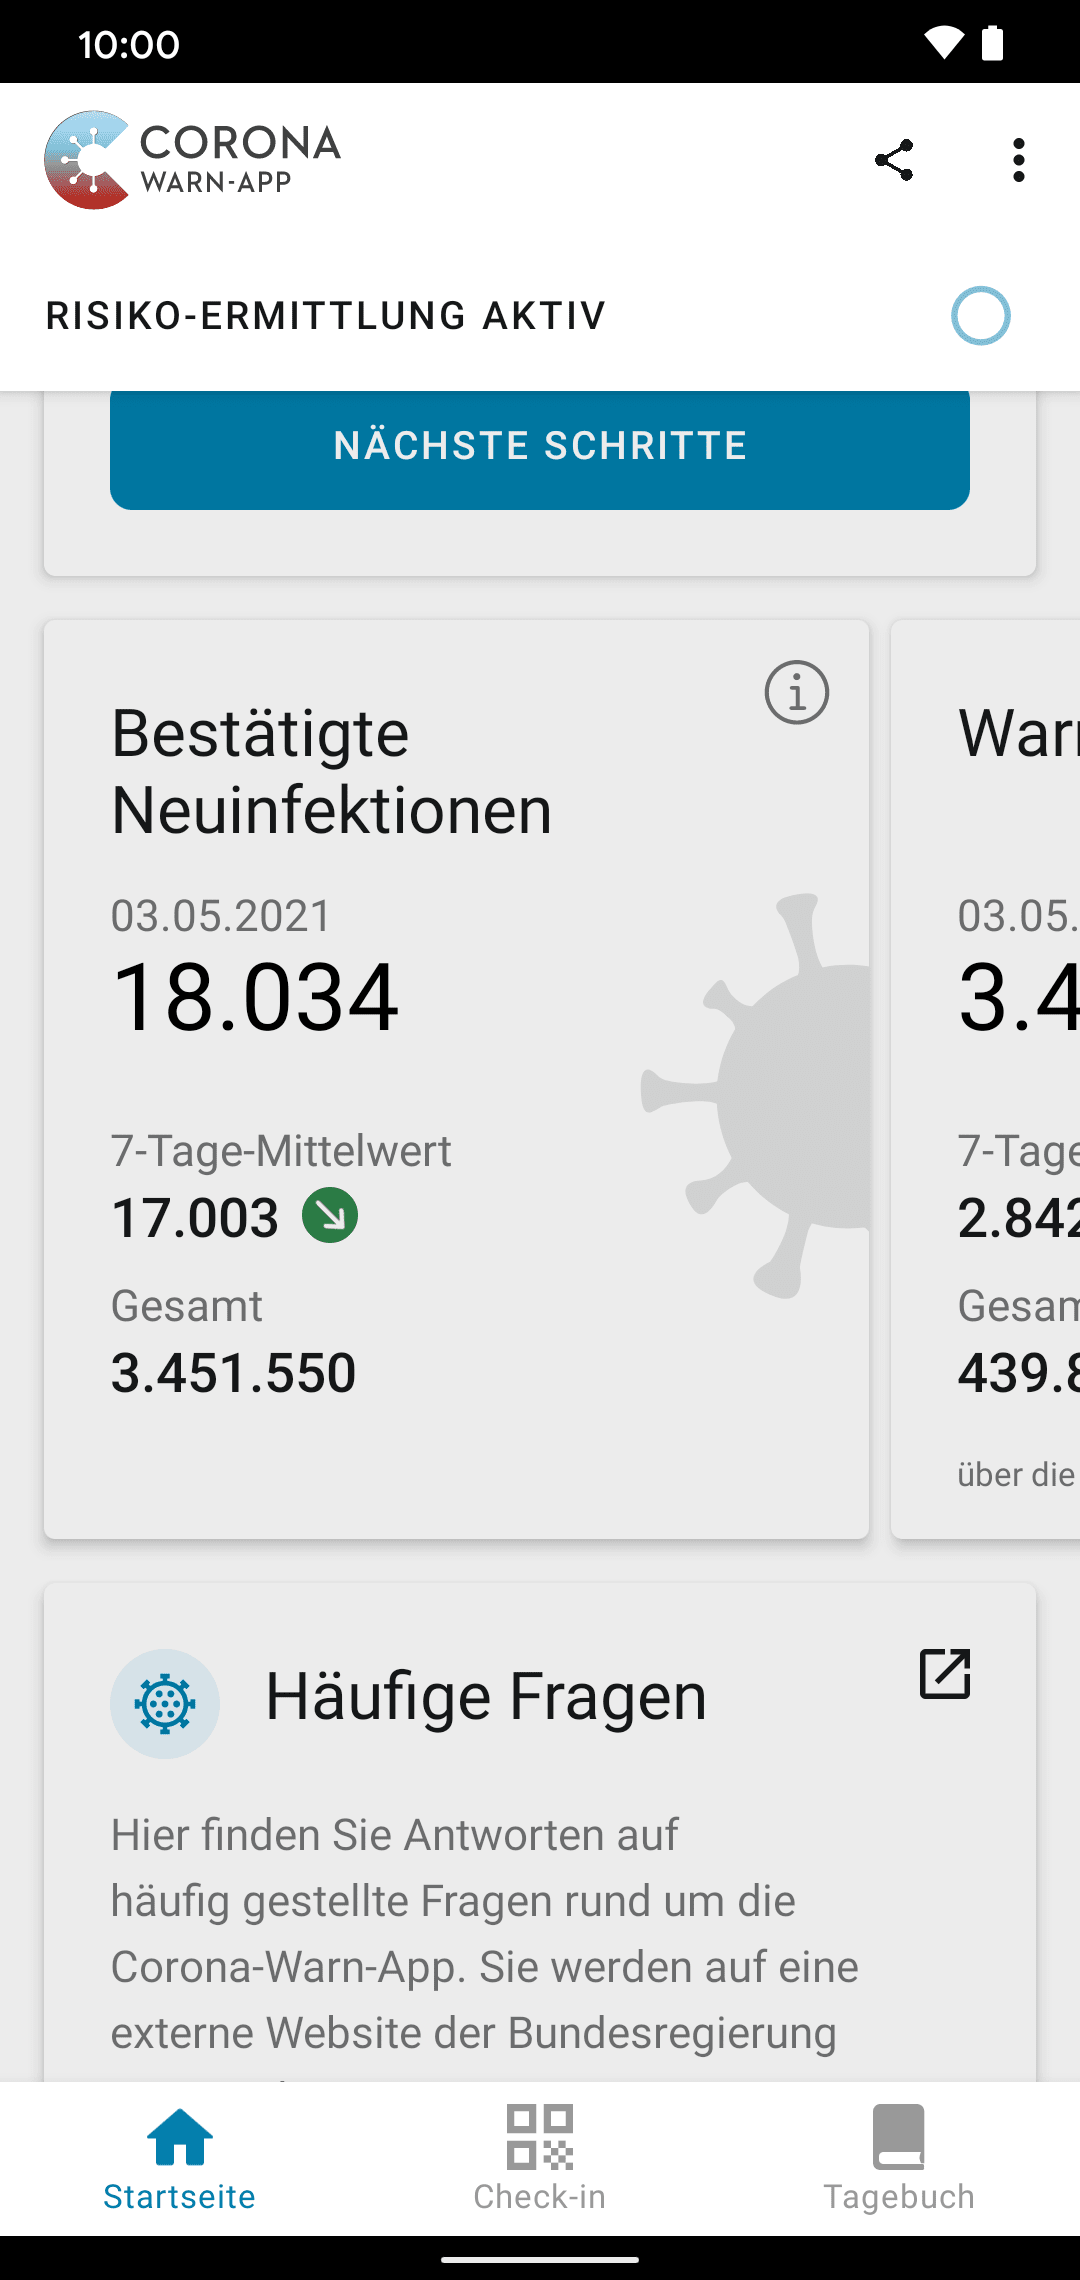 10:00
CORONA
WARN-APP
RISIKO-ERMITTLUNG AKTIV
NÄCHSTE SCHRITTE
Bestätigte
Neuinfektionen
03.05.2021
18.034
7-Tage-Mittelwert
17.003
Gesamt
3.451.550
03.05.
3.4
7-Tage
2.842
Gesam
439.8
über die
Häufige Fragen
Hier finden Sie Antworten auf
häufig gestellte Fragen rund um die
Corona-Warn-App. Sie werden auf eine
externe Website der Bundesregierung
Startseite
Check-in
Tagebuch